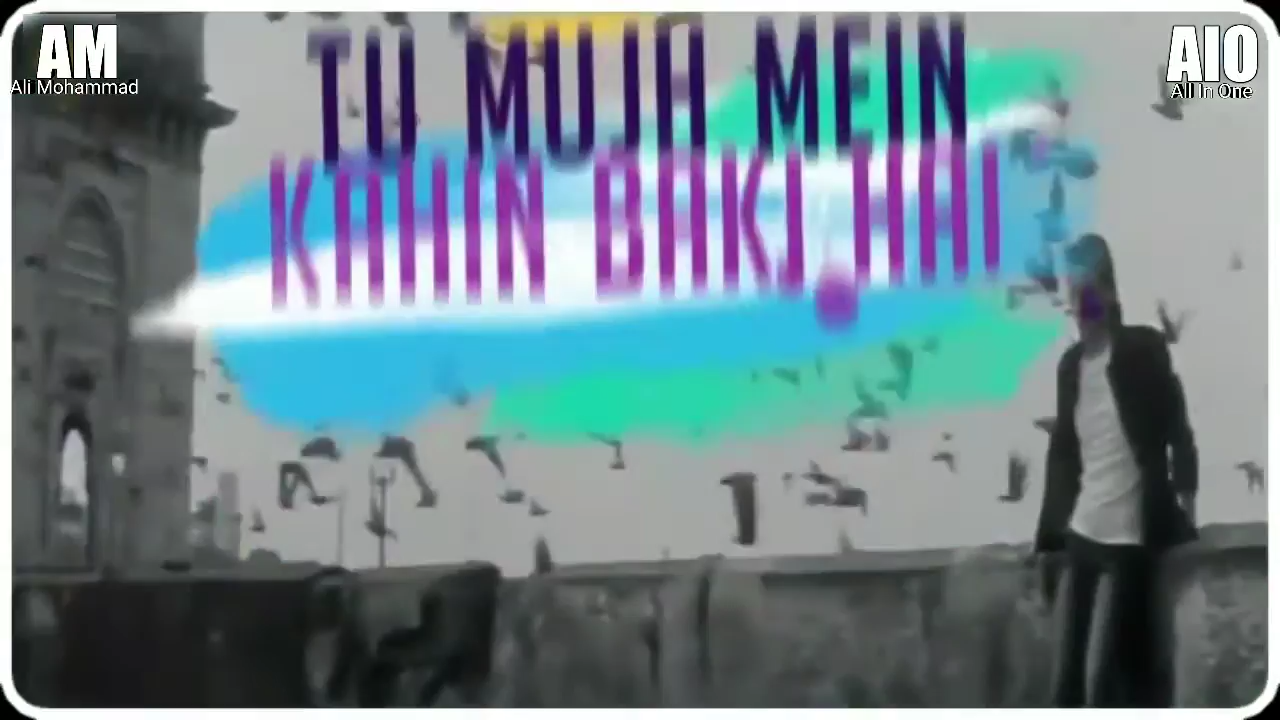 AM
Ali Mohammad
AIO
All In One
TU MUJH MEIN
KAHIN BAKI HAI